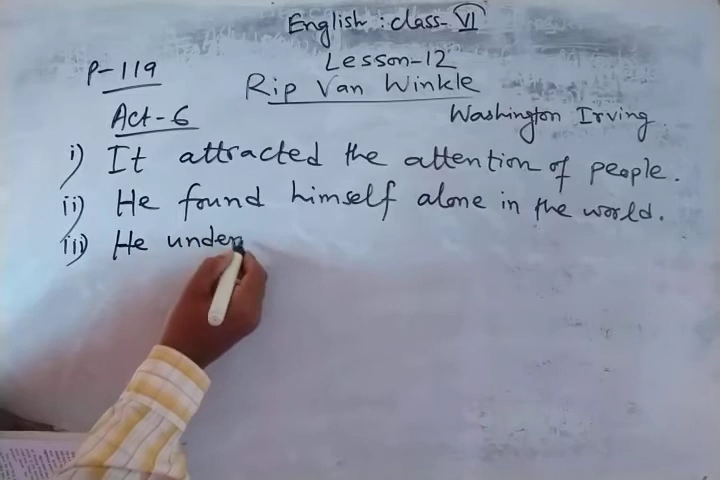 English : class-VI
Lesson-12
P-119
Rip Van Winkle
Act-6
Washington Irving
i) It attracted the attention of people.
ii) He found himself alone in the world.
iii) He under